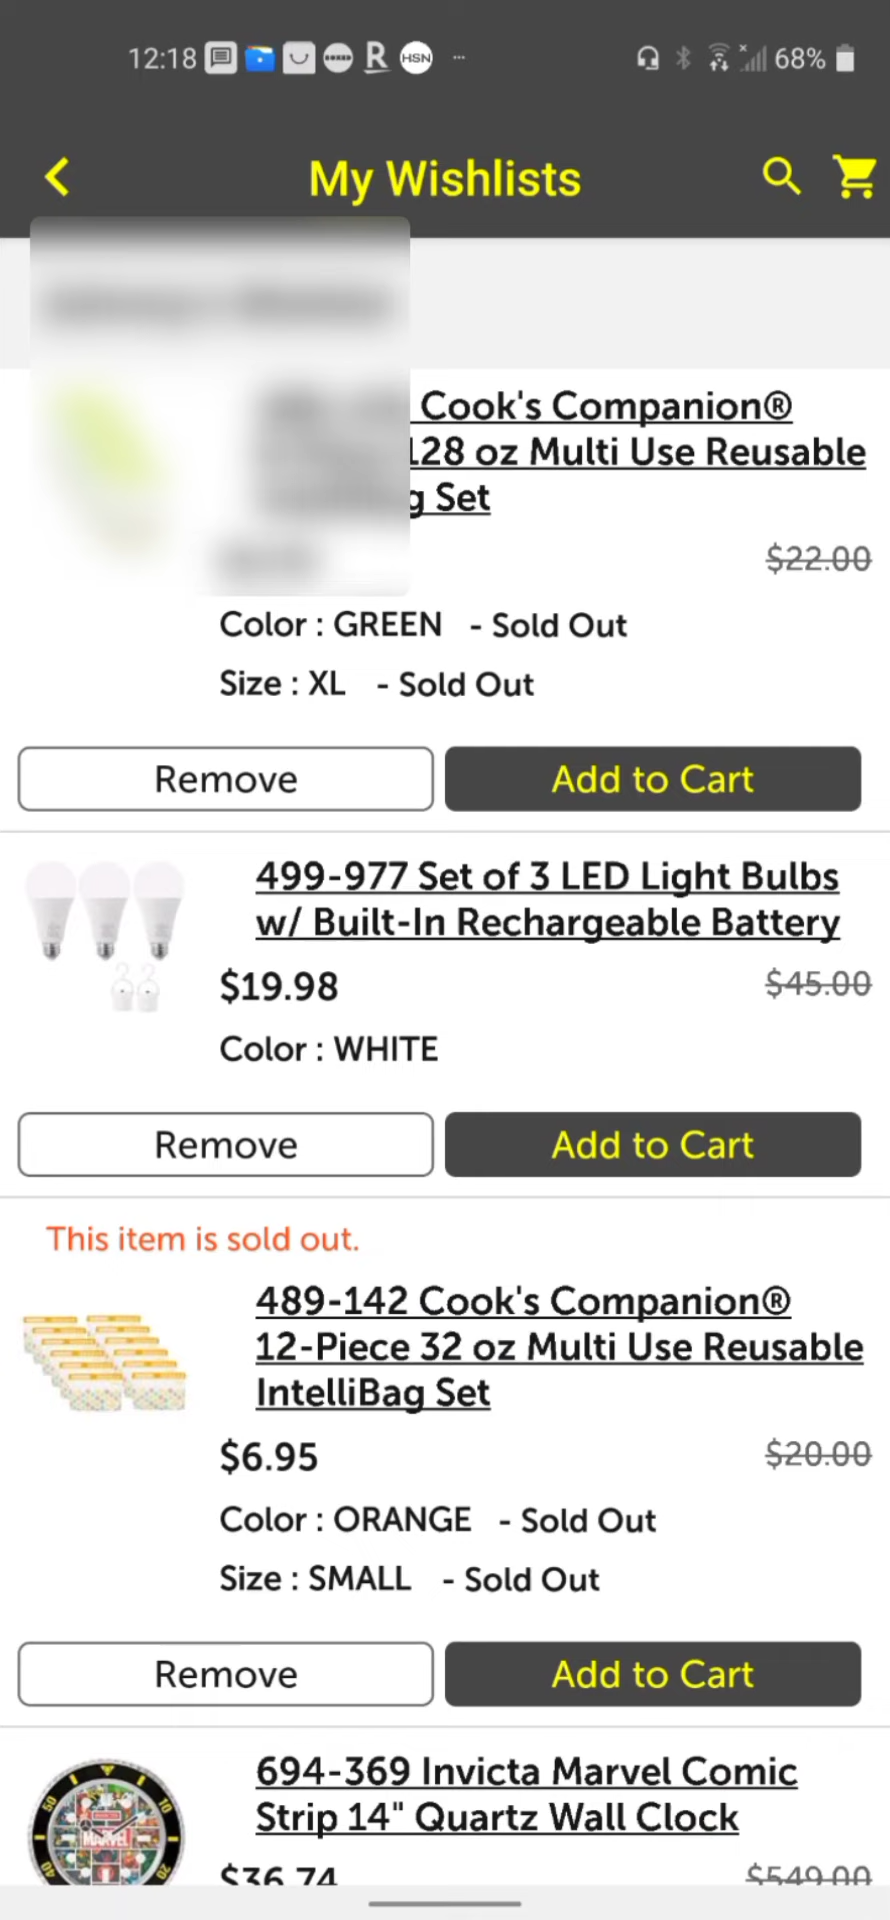 12:18 R HSN ... 68%
My Wishlists
Cook's Companion®
128 oz Multi Use Reusable
g Set
$22.00
Color : GREEN - Sold Out
Size : XL - Sold Out
Remove Add to Cart
499-977 Set of 3 LED Light Bulbs
w/ Built-In Rechargeable Battery
$19.98 $45.00
Color : WHITE
Remove Add to Cart
This item is sold out.
489-142 Cook's Companion®
12-Piece 32 oz Multi Use Reusable
IntelliBag Set
$6.95 $20.00
Color : ORANGE - Sold Out
Size : SMALL - Sold Out
Remove Add to Cart
694-369 Invicta Marvel Comic
Strip 14" Quartz Wall Clock
50 10 MARVEL 40 20
$36.74 $549.00